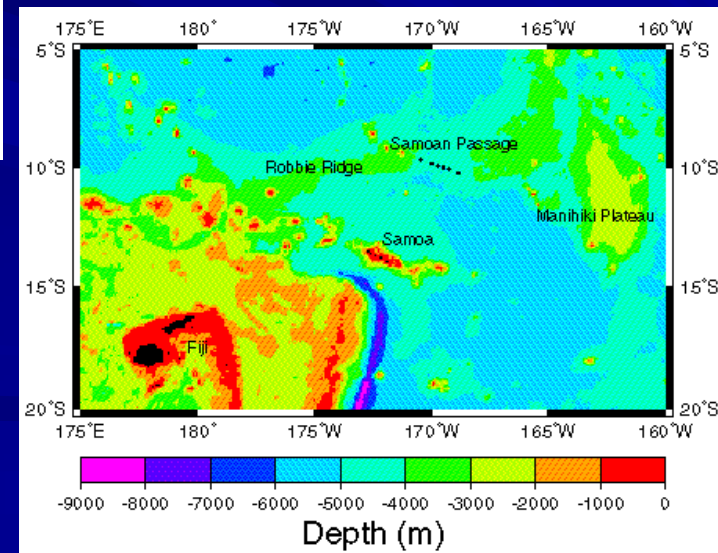 175°E 180° 175°W 170°W 165°W 160°W
5°S 5°S
Samoan Passage
10°S Robbie Ridge 10°S
Manihiki Plateau
Samoa
15°S 15°S
Fiji
20°S 20°S
175°E 180° 175°W 170°W 165°W 160°W
-9000 -8000 -7000 -6000 -5000 -4000 -3000 -2000 -1000 0
Depth (m)